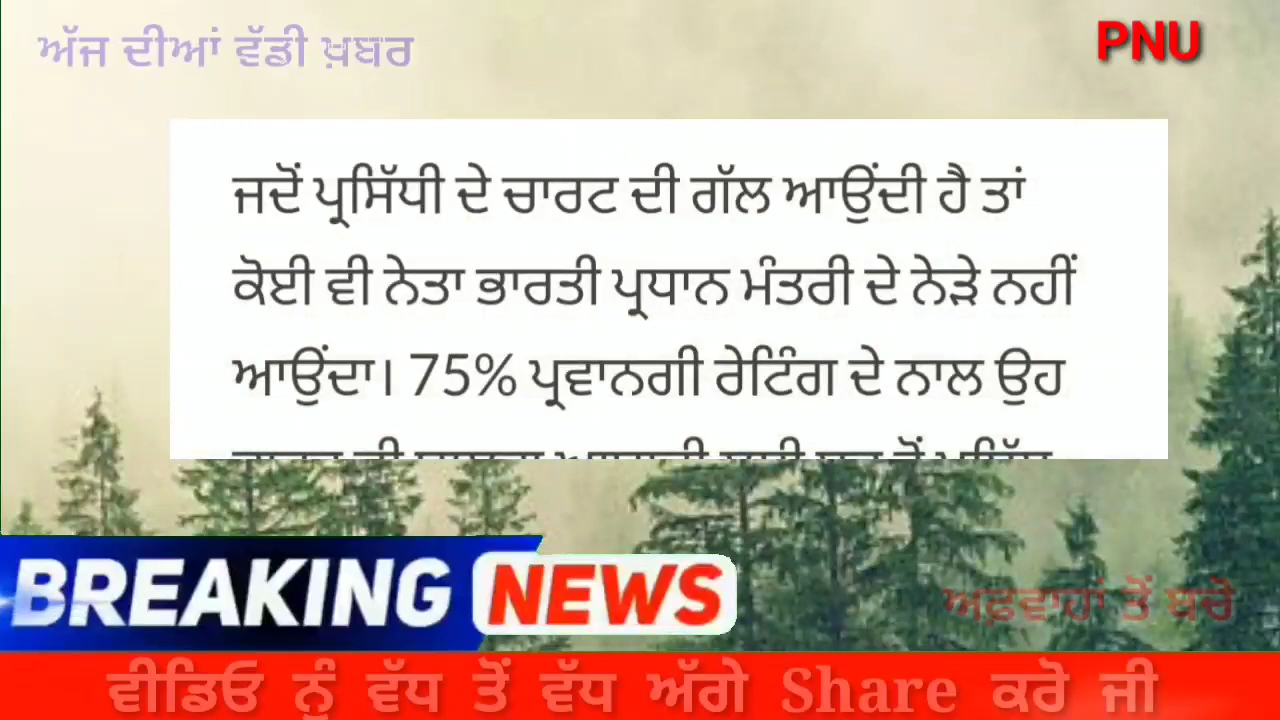 ਅੱਜ ਦੀਆਂ ਵੱਡੀ ਖ਼ਬਰ
PNU
ਜਦੋਂ ਪ੍ਰਸਿੱਧੀ ਦੇ ਚਾਰਟ ਦੀ ਗੱਲ ਆਉਂਦੀ ਹੈ ਤਾਂ
ਕੋਈ ਵੀ ਨੇਤਾ ਭਾਰਤੀ ਪ੍ਰਧਾਨ ਮੰਤਰੀ ਦੇ ਨੇੜੇ ਨਹੀਂ
ਆਉਂਦਾ। 75% ਪ੍ਰਵਾਨਗੀ ਰੇਟਿੰਗ ਦੇ ਨਾਲ ਉਹ
BREAKING NEWS
ਅਫ਼ਵਾਹਾਂ ਤੋਂ ਬਚੋ
ਵੀਡਿਓ ਨੂੰ ਵੱਧ ਤੋਂ ਵੱਧ ਅੱਗੇ Share ਕਰੋ ਜੀ